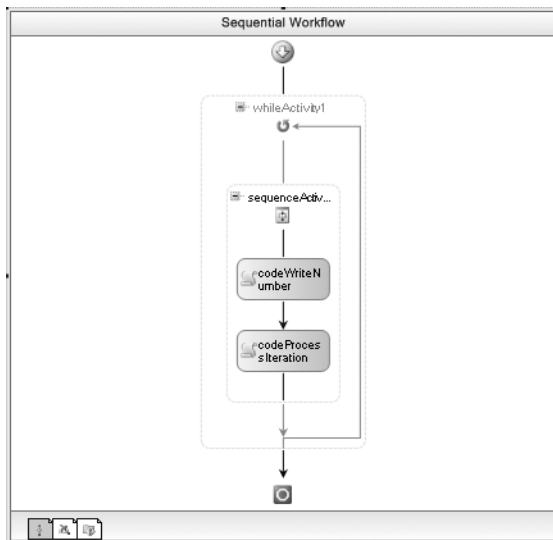 Sequential Workflow
whileActivity1
sequenceActiv...
codeWriteN
umber
codeProces
sIteration